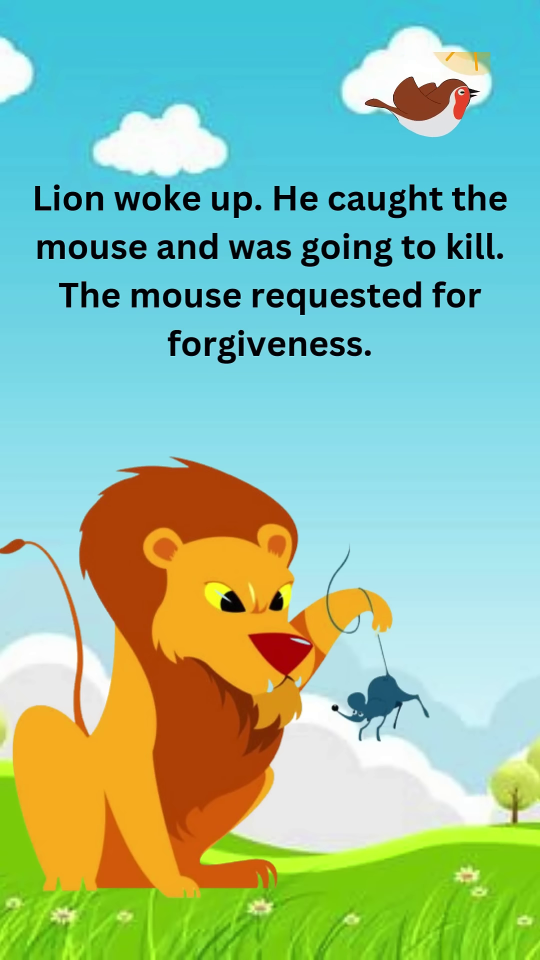 Lion woke up. He caught the
mouse and was going to kill.
The mouse requested for
forgiveness.